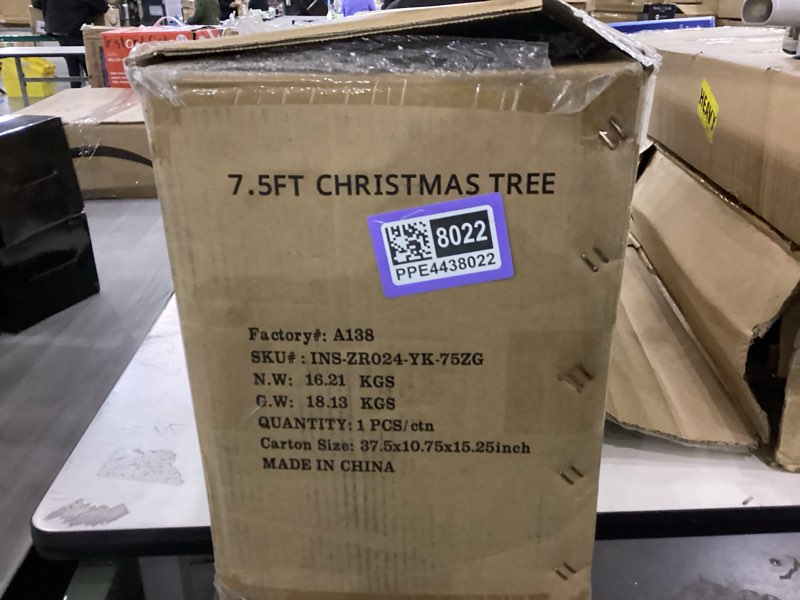 7.5FT CHRISTMAS TREE
8022
PPE4438022
Factory#: A138
SKU# : INS-ZR024-YK-75ZG
N.W: 16.21 KGS
G.W: 18.13 KGS
QUANTITY: 1 PCS/ctn
Carton Size: 37.5x10.75x15.25inch
MADE IN CHINA
HEAVY